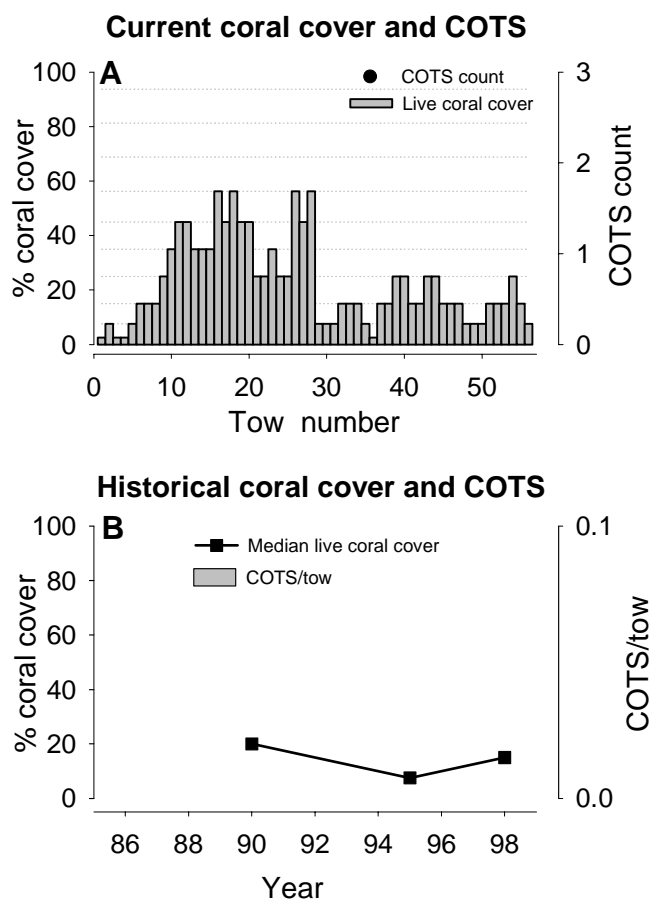 Current coral cover and COTS
A
COTS count
Live coral cover
100
80
60
40
20
0
% coral cover
3
2
1
0
COTS count
0 10 20 30 40 50
Tow number
Historical coral cover and COTS
B
Median live coral cover
COTS/tow
100
80
60
40
20
0
% coral cover
0.1
0.0
COTS/tow
86 88 90 92 94 96 98
Year